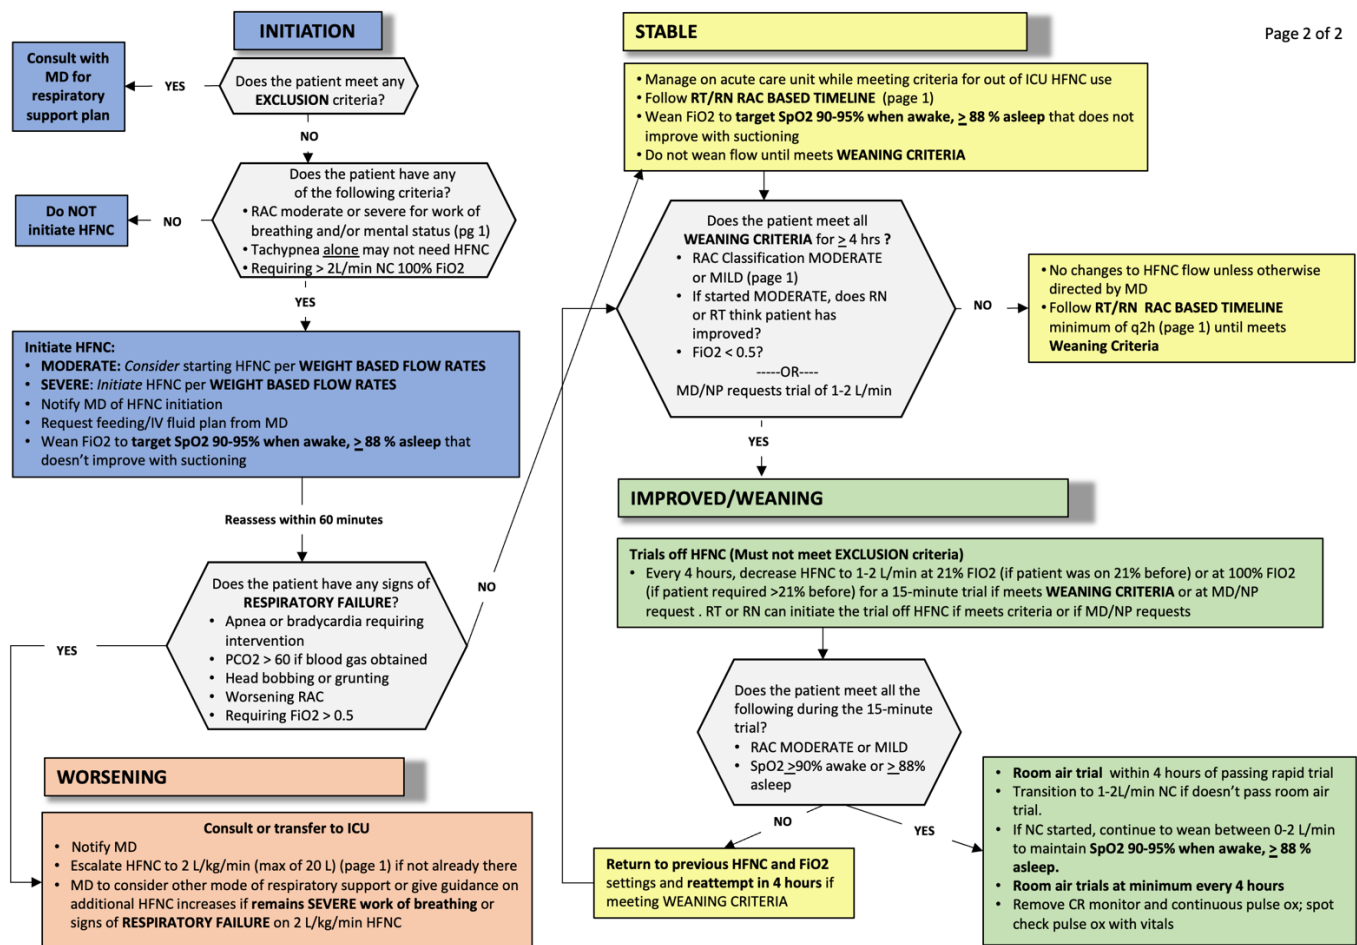 INITIATION
Consult with
MD for
respiratory
support plan
YES
Does the patient meet any
EXCLUSION criteria?
NO
Does the patient have any
of the following criteria?
• RAC moderate or severe for work of
breathing and/or mental status (pg 1)
• Tachypnea alone may not need HFNC
• Requiring > 2L/min NC 100% FiO2
NO
Do NOT
initiate HFNC
YES
Initiate HFNC:
• MODERATE: Consider starting HFNC per WEIGHT BASED FLOW RATES
• SEVERE: Initiate HFNC per WEIGHT BASED FLOW RATES
• Notify MD of HFNC initiation
• Request feeding/IV fluid plan from MD
• Wean FiO2 to target SpO2 90-95% when awake, ≥ 88 % asleep that
doesn't improve with suctioning
Reassess within 60 minutes
Does the patient have any signs of
RESPIRATORY FAILURE?
• Apnea or bradycardia requiring
intervention
• PCO2 > 60 if blood gas obtained
• Head bobbing or grunting
• Worsening RAC
• Requiring FiO2 > 0.5
YES
NO
WORSENING
Consult or transfer to ICU
• Notify MD
• Escalate HFNC to 2 L/kg/min (max of 20 L) (page 1) if not already there
• MD to consider other mode of respiratory support or give guidance on
additional HFNC increases if remains SEVERE work of breathing or
signs of RESPIRATORY FAILURE on 2 L/kg/min HFNC
STABLE
Page 2 of 2
• Manage on acute care unit while meeting criteria for out of ICU HFNC use
• Follow RT/RN RAC BASED TIMELINE (page 1)
• Wean FiO2 to target SpO2 90-95% when awake, ≥ 88 % asleep that does not
improve with suctioning
• Do not wean flow until meets WEANING CRITERIA
Does the patient meet all
WEANING CRITERIA for ≥ 4 hrs ?
• RAC Classification MODERATE
or MILD (page 1)
• If started MODERATE, does RN
or RT think patient has
improved?
• FiO2 < 0.5?
-----OR----
MD/NP requests trial of 1-2 L/min
NO
• No changes to HFNC flow unless otherwise
directed by MD
• Follow RT/RN RAC BASED TIMELINE
minimum of q2h (page 1) until meets
Weaning Criteria
YES
IMPROVED/WEANING
Trials off HFNC (Must not meet EXCLUSION criteria)
• Every 4 hours, decrease HFNC to 1-2 L/min at 21% FIO2 (if patient was on 21% before) or at 100% FIO2
(if patient required >21% before) for a 15-minute trial if meets WEANING CRITERIA or at MD/NP
request . RT or RN can initiate the trial off HFNC if meets criteria or if MD/NP requests
Does the patient meet all the
following during the 15-minute
trial?
• RAC MODERATE or MILD
• SpO2 ≥90% awake or ≥ 88%
asleep
NO
YES
Return to previous HFNC and FiO2
settings and reattempt in 4 hours if
meeting WEANING CRITERIA
• Room air trial within 4 hours of passing rapid trial
• Transition to 1-2L/min NC if doesn't pass room air
trial.
• If NC started, continue to wean between 0-2 L/min
to maintain SpO2 90-95% when awake, ≥ 88 %
asleep.
• Room air trials at minimum every 4 hours
• Remove CR monitor and continuous pulse ox; spot
check pulse ox with vitals